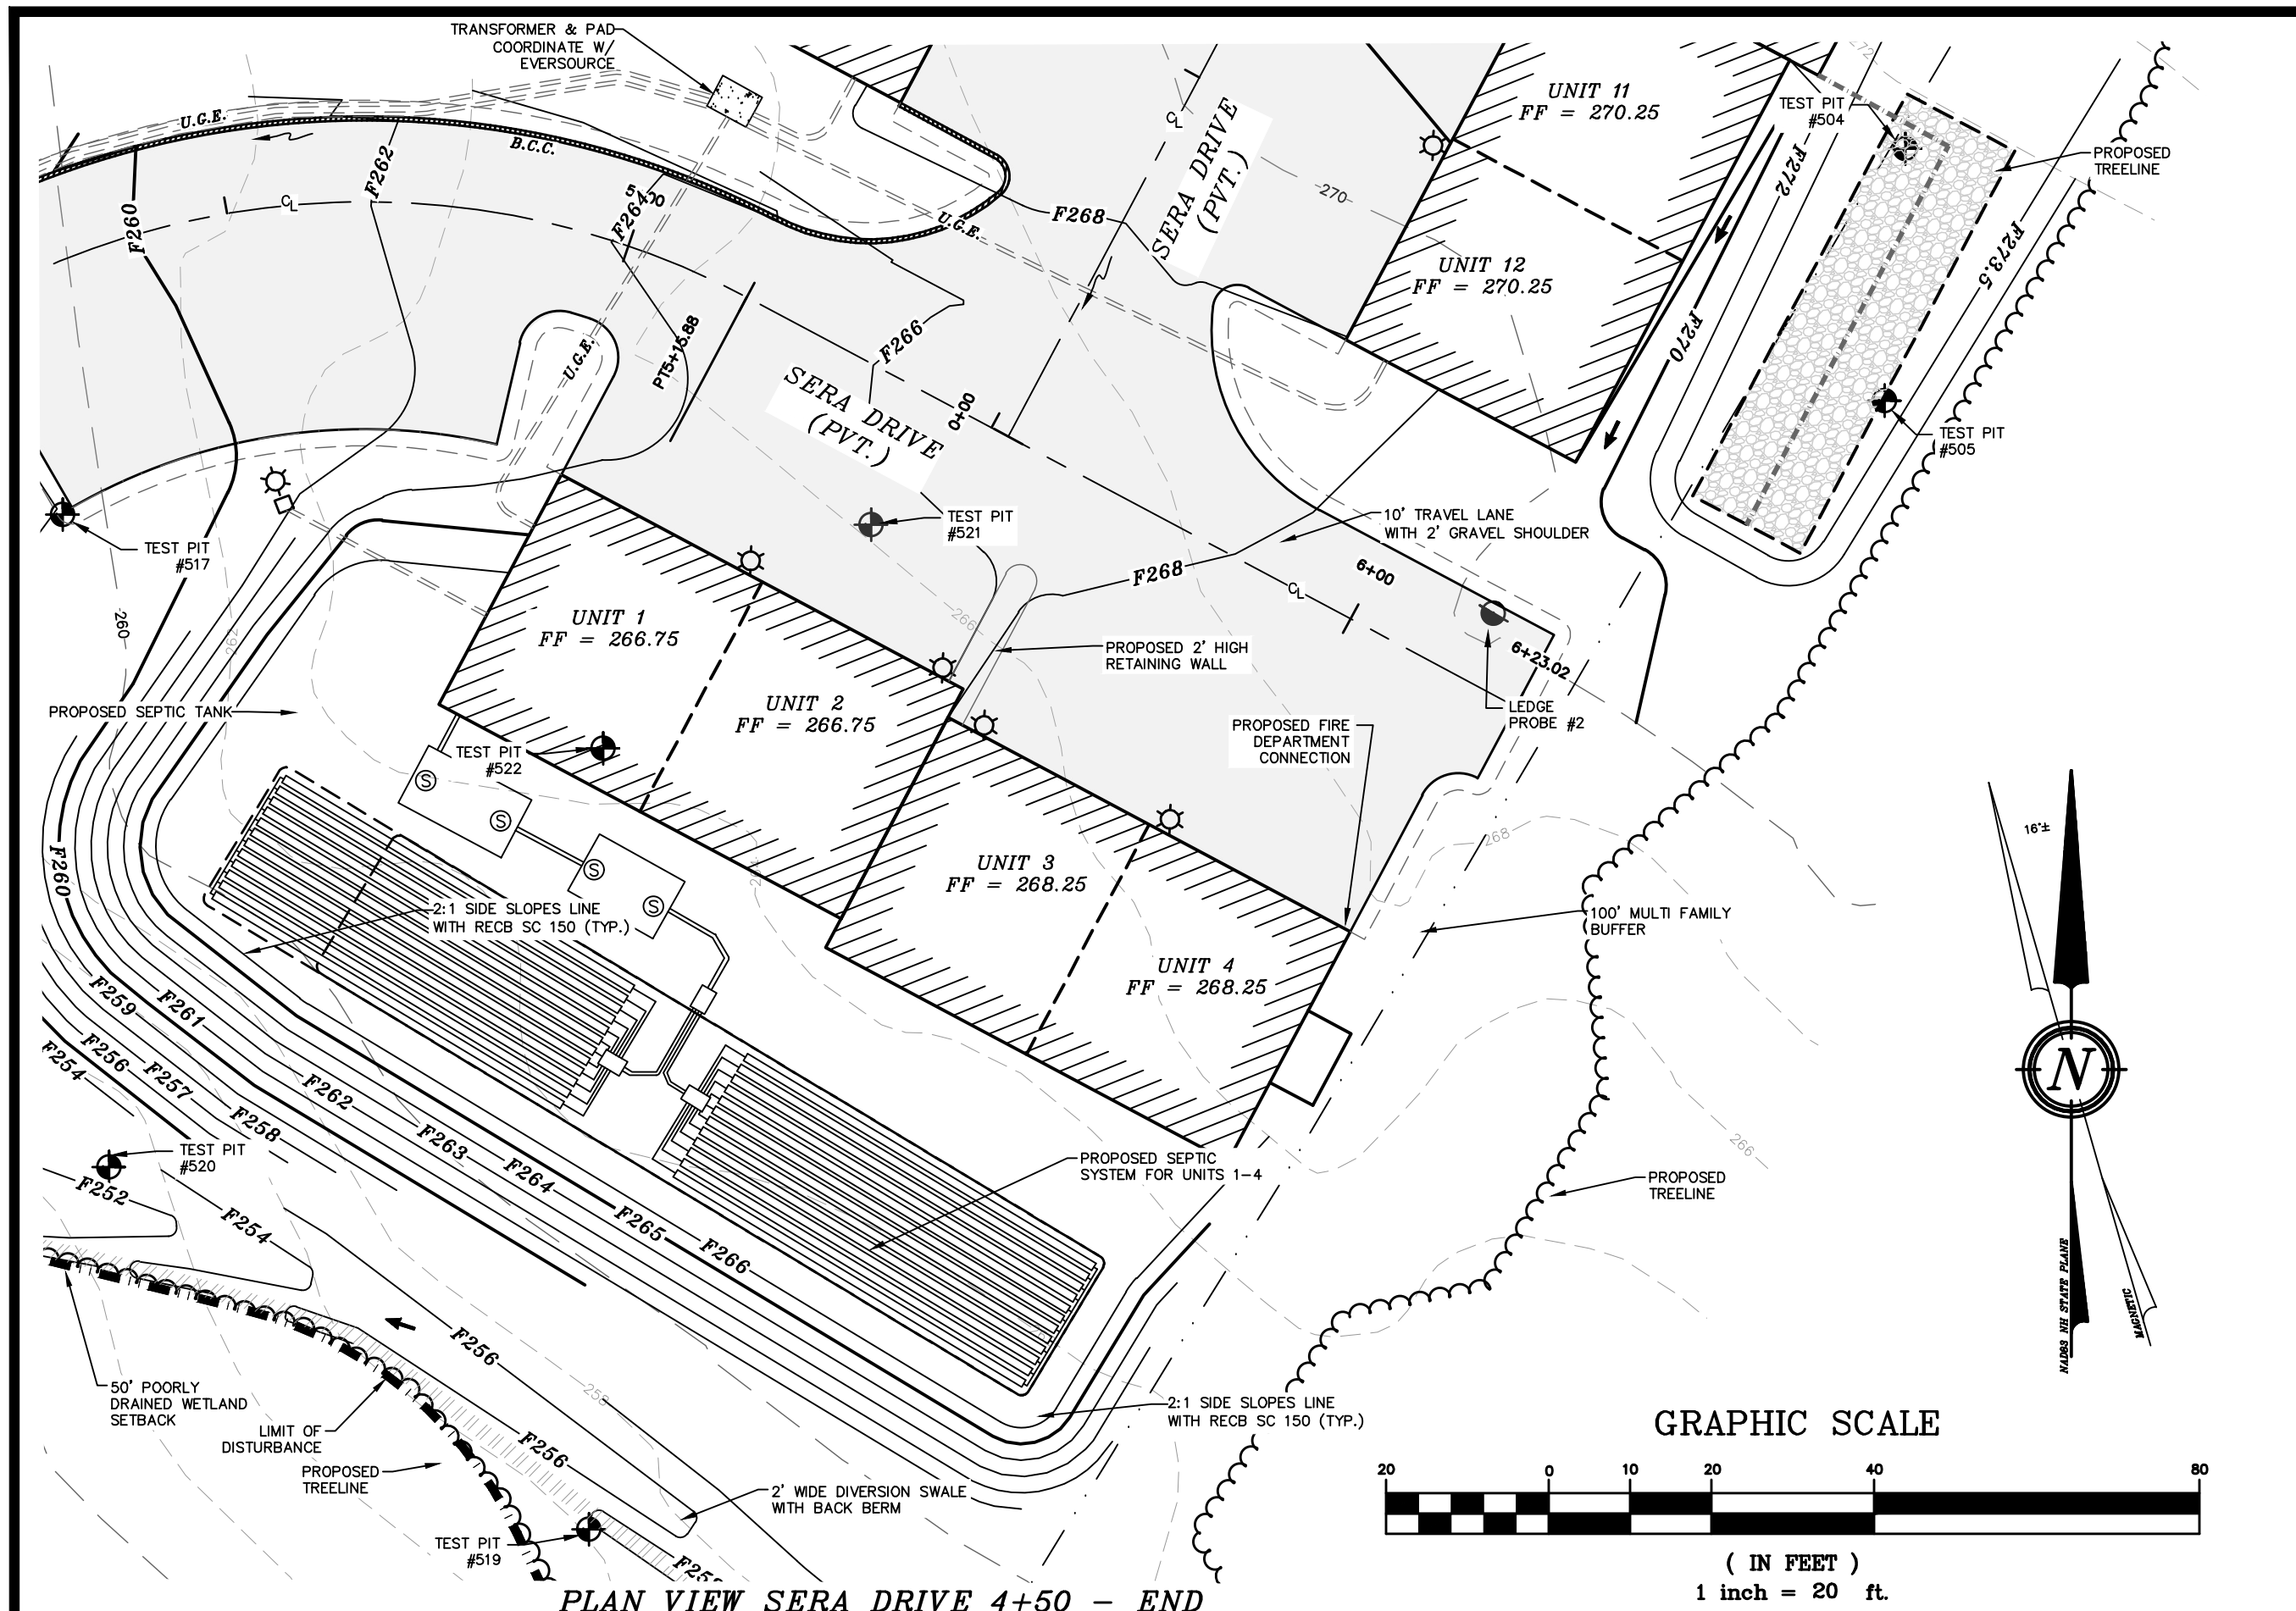 TRANSFORMER & PAD
COORDINATE W/
EVERSOURCE
U.G.E.
B.C.C.
F260
F262
F264
CL
PT5+15.88
U.G.E.
U.G.E.
F268
F266
SERA DRIVE
(PVT.)
CL
SERA DRIVE
(PVT.)
0+00
270
UNIT 11
FF = 270.25
UNIT 12
FF = 270.25
272
TEST PIT
#504
F272
F270
F273.5
PROPOSED
TREELINE
TEST PIT
#505
TEST PIT
#517
260
262
TEST PIT
#521
10' TRAVEL LANE
WITH 2' GRAVEL SHOULDER
F268
CL
6+00
6+23.02
266
PROPOSED 2' HIGH
RETAINING WALL
LEDGE
PROBE #2
UNIT 1
FF = 266.75
UNIT 2
FF = 266.75
PROPOSED SEPTIC TANK
TEST PIT
#522
PROPOSED FIRE
DEPARTMENT
CONNECTION
268
UNIT 3
FF = 268.25
UNIT 4
FF = 268.25
100' MULTI FAMILY
BUFFER
S
S
S
S
2:1 SIDE SLOPES LINE
WITH RECB SC 150 (TYP.)
F260
F259
F261
F256
F254
F257
F258
F262
F263
F264
F265
F266
TEST PIT
#520
F252
F254
F256
F256
258
PROPOSED SEPTIC
SYSTEM FOR UNITS 1-4
266
PROPOSED
TREELINE
16°±
N
NAD83 NH STATE PLANE
MAGNETIC
50' POORLY
DRAINED WETLAND
SETBACK
LIMIT OF
DISTURBANCE
PROPOSED
TREELINE
2:1 SIDE SLOPES LINE
WITH RECB SC 150 (TYP.)
2' WIDE DIVERSION SWALE
WITH BACK BERM
TEST PIT
#519
GRAPHIC SCALE
20 0 10 20 40 80
( IN FEET )
1 inch = 20 ft.
PLAN VIEW SERA DRIVE 4+50 - END